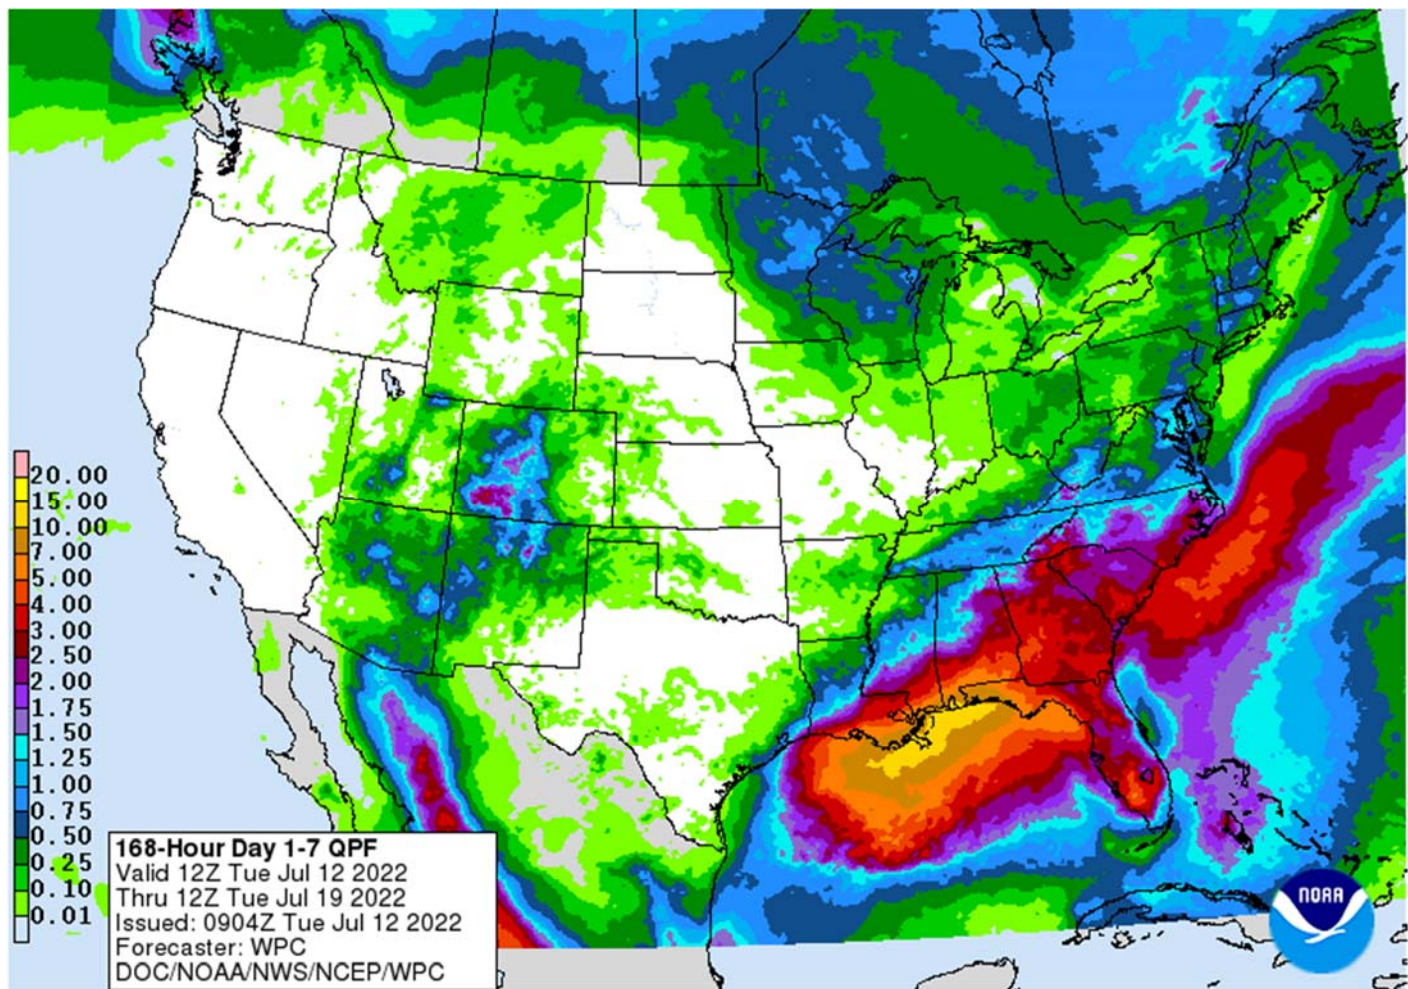 20.00
15.00
10.00
7.00
5.00
4.00
3.00
2.50
2.00
1.75
1.50
1.25
1.00
0.75
0.50
0.25
0.10
0.01
168-Hour Day 1-7 QPF
Valid 12Z Tue Jul 12 2022
Thru 12Z Tue Jul 19 2022
Issued: 0904Z Tue Jul 12 2022
Forecaster: WPC
DOC/NOAA/NWS/NCEP/WPC
NOAA